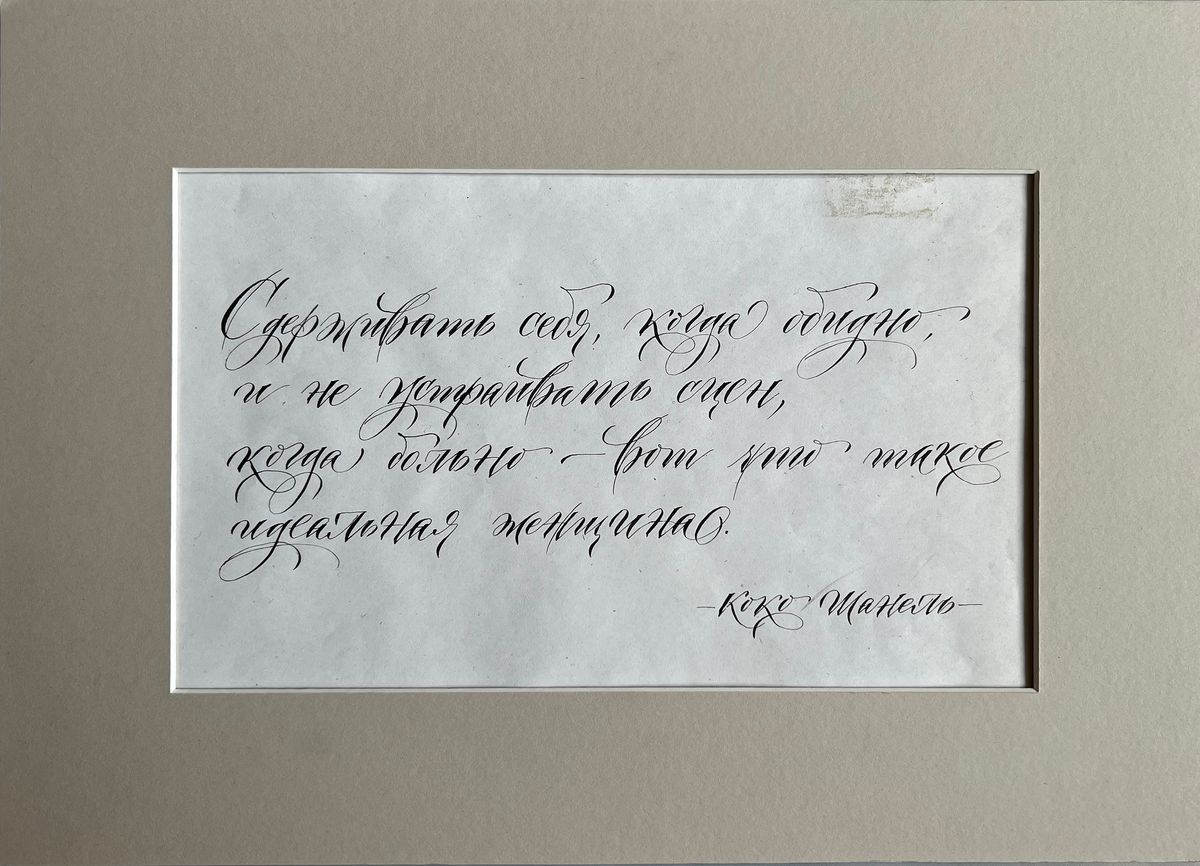 Сдерживать себя, когда обидно,
и не устраивать сцен,
когда больно – вот что такое
идеальная женщина.
– Коко Шанель –